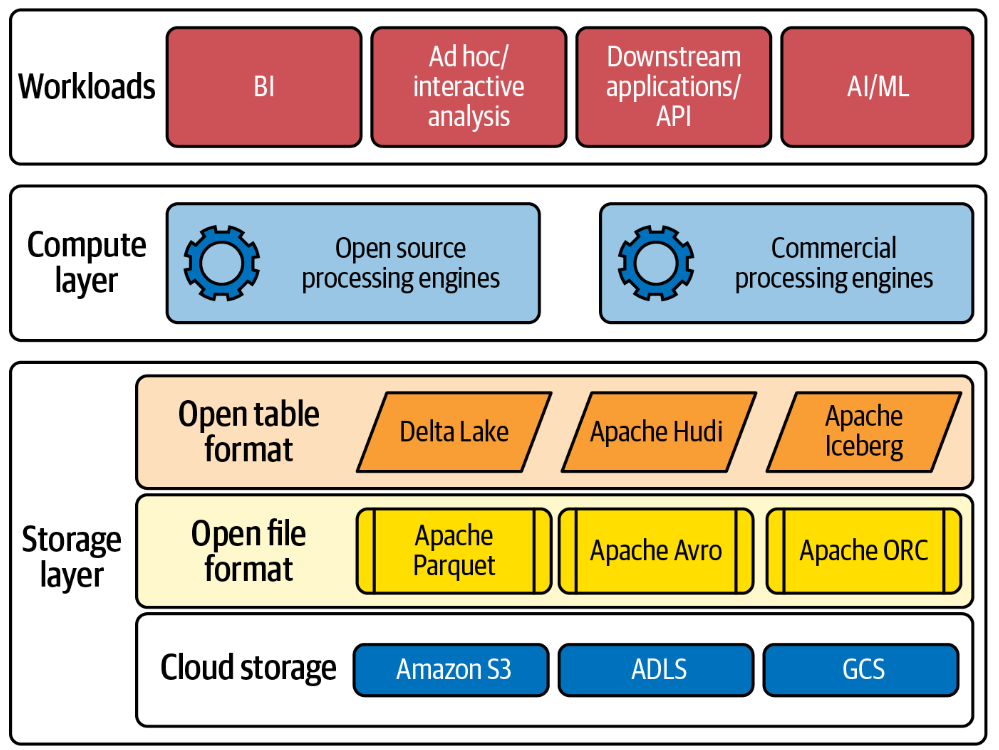 Workloads
BI
Ad hoc/
interactive
analysis
Downstream
applications/
API
AI/ML
Compute
layer
Open source
processing engines
Commercial
processing engines
Storage
layer
Open table
format
Delta Lake
Apache Hudi
Apache
Iceberg
Open file
format
Apache
Parquet
Apache Avro
Apache ORC
Cloud storage
Amazon S3
ADLS
GCS